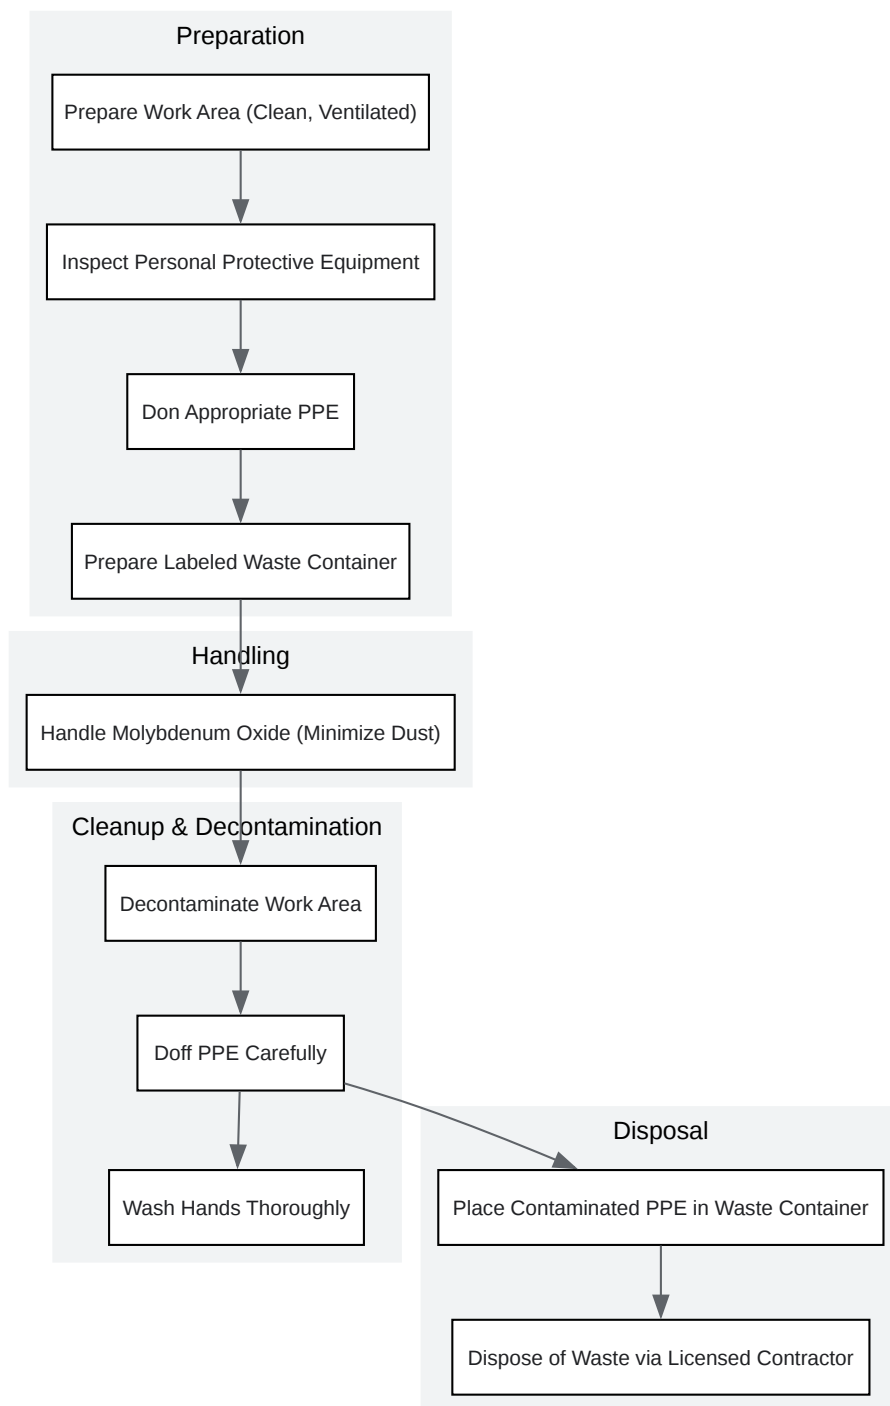 Preparation
Prepare Work Area (Clean, Ventilated)
Inspect Personal Protective Equipment
Don Appropriate PPE
Prepare Labeled Waste Container
Handling
Handle Molybdenum Oxide (Minimize Dust)
Cleanup & Decontamination
Decontaminate Work Area
Doff PPE Carefully
Wash Hands Thoroughly
Disposal
Place Contaminated PPE in Waste Container
Dispose of Waste via Licensed Contractor